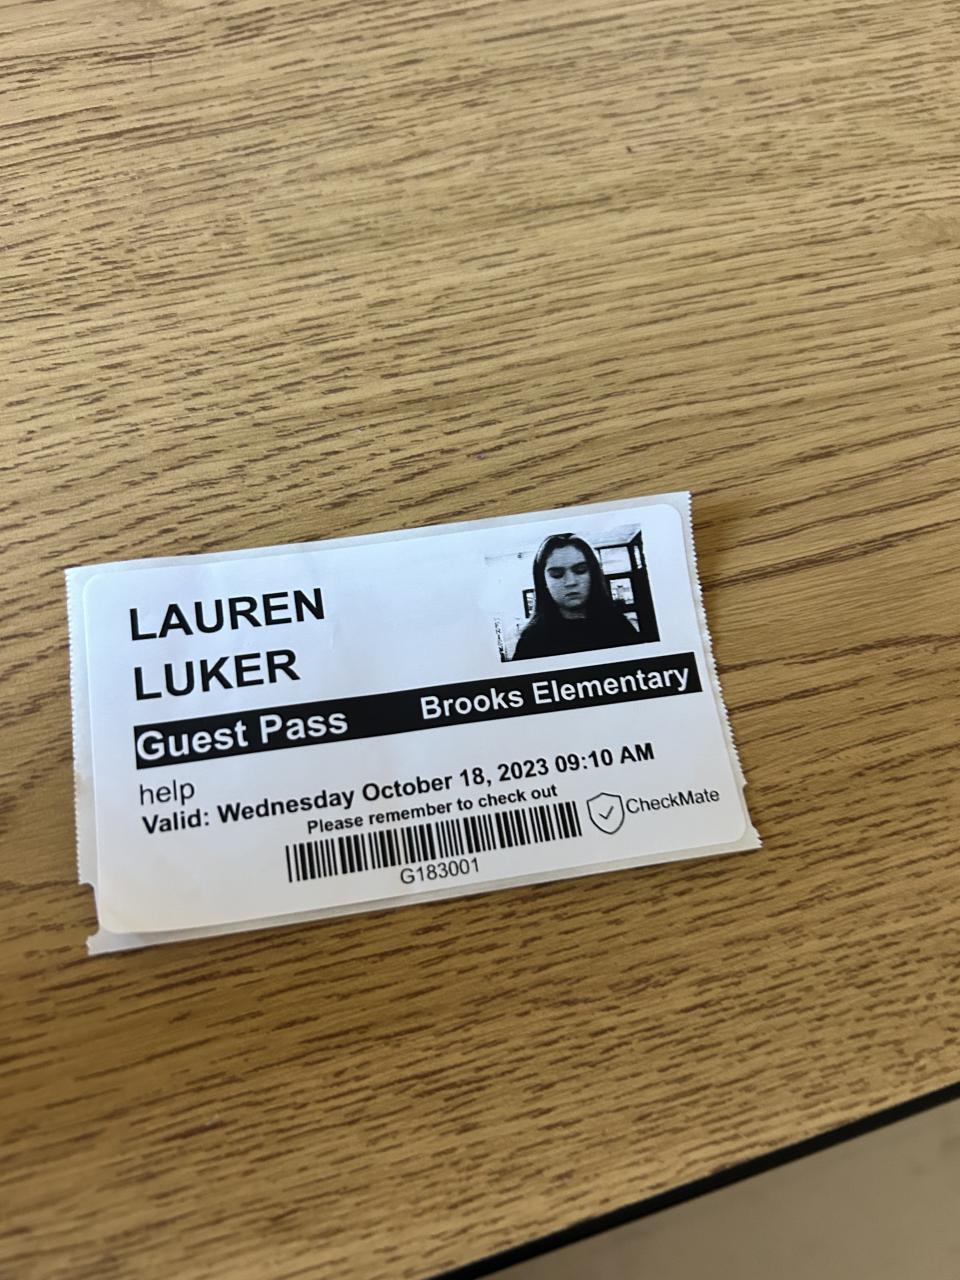 LAUREN
LUKER
Guest Pass Brooks Elementary
help
Valid: Wednesday October 18, 2023 09:10 AM
Please remember to check out
CheckMate
G183001